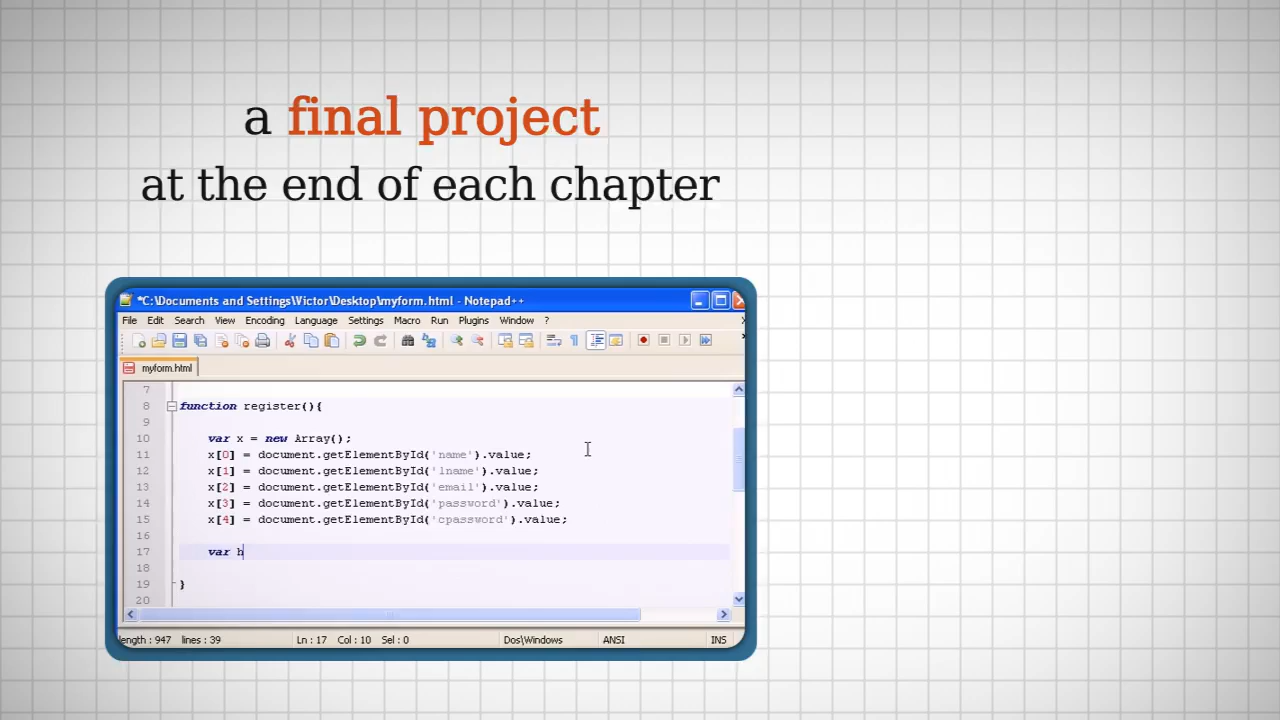 a final project
at the end of each chapter
*C:\Documents and Settings\Victor\Desktop\myform.html - Notepad++
File Edit Search View Encoding Language Settings Macro Run Plugins Window ? X
myform.html
7
8 function register(){
9
10 var x = new Array();
11 x[0] = document.getElementById('name').value;
12 x[1] = document.getElementById('lname').value;
13 x[2] = document.getElementById('email').value;
14 x[3] = document.getElementById('password').value;
15 x[4] = document.getElementById('cpassword').value;
16
17 var h
18
19 }
20
length : 947 lines : 39 Ln : 17 Col : 10 Sel : 0 Dos\Windows ANSI INS